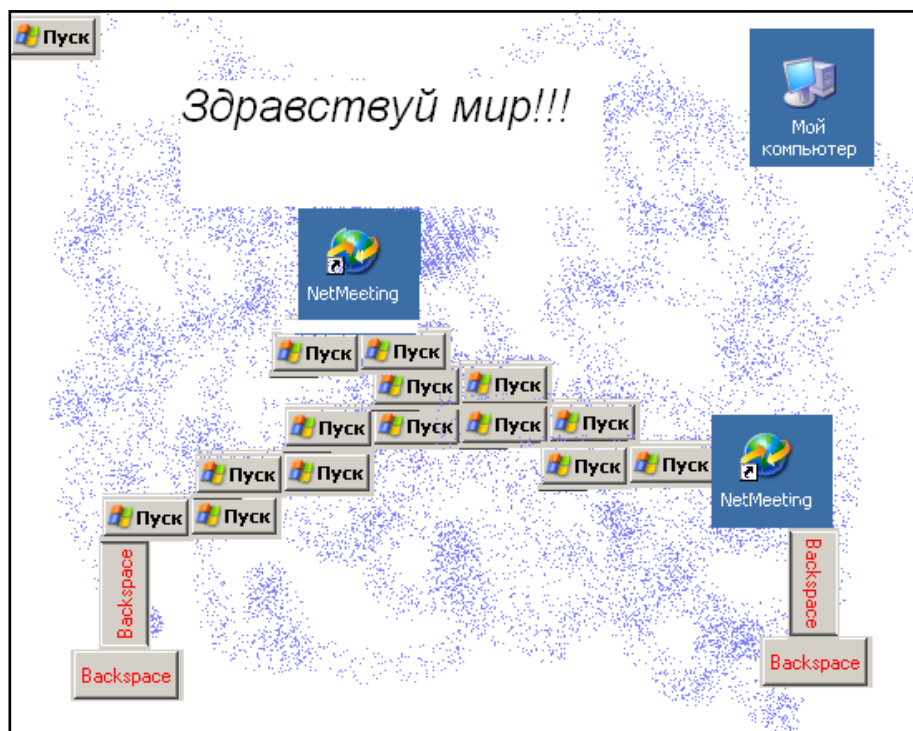 Пуск
Здравствуй мир!!!
Мой
компьютер
NetMeeting
Пуск Пуск
Пуск Пуск
Пуск Пуск Пуск Пуск
Пуск Пуск Пуск Пуск
NetMeeting
Пуск Пуск
Backspace
Backspace
Backspace
Backspace